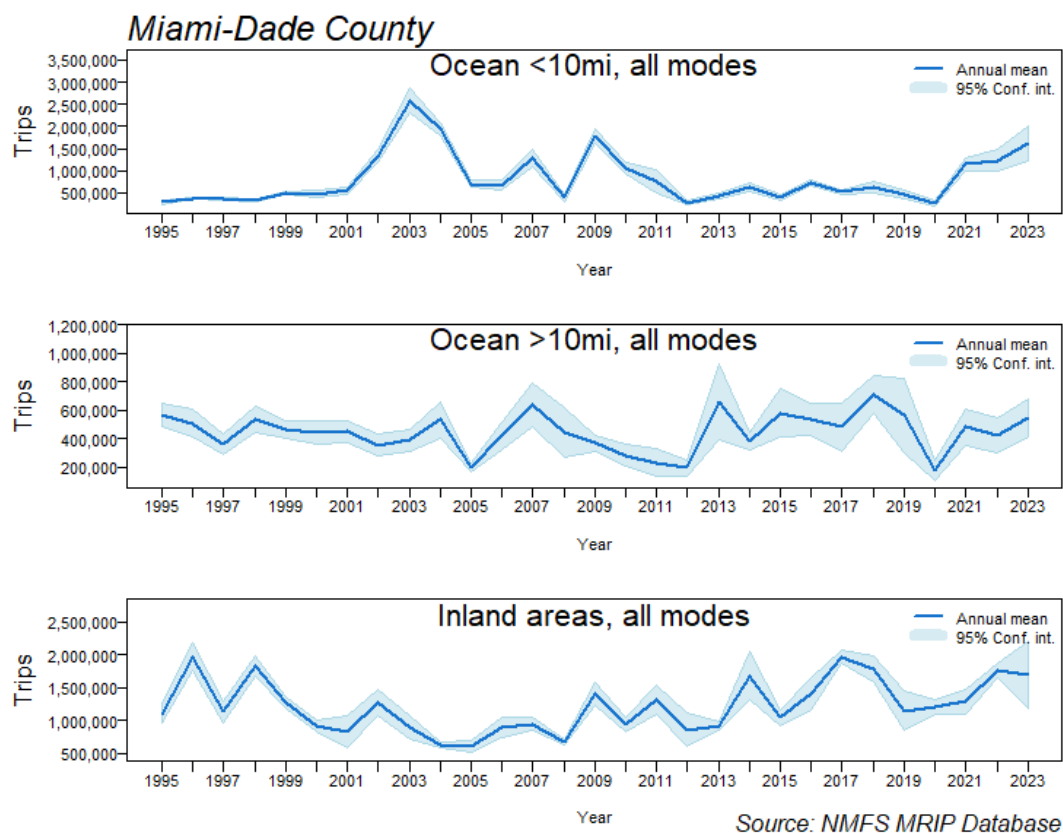 Miami-Dade County
Ocean <10mi, all modes
Annual mean
95% Conf. int.
Trips
3,500,000
3,000,000
2,500,000
2,000,000
1,500,000
1,000,000
500,000
1995 1997 1999 2001 2003 2005 2007 2009 2011 2013 2015 2017 2019 2021 2023
Year
Ocean >10mi, all modes
Annual mean
95% Conf. int.
Trips
1,200,000
1,000,000
800,000
600,000
400,000
200,000
1995 1997 1999 2001 2003 2005 2007 2009 2011 2013 2015 2017 2019 2021 2023
Year
Inland areas, all modes
Annual mean
95% Conf. int.
Trips
2,500,000
2,000,000
1,500,000
1,000,000
500,000
1995 1997 1999 2001 2003 2005 2007 2009 2011 2013 2015 2017 2019 2021 2023
Year
Source: NMFS MRIP Database